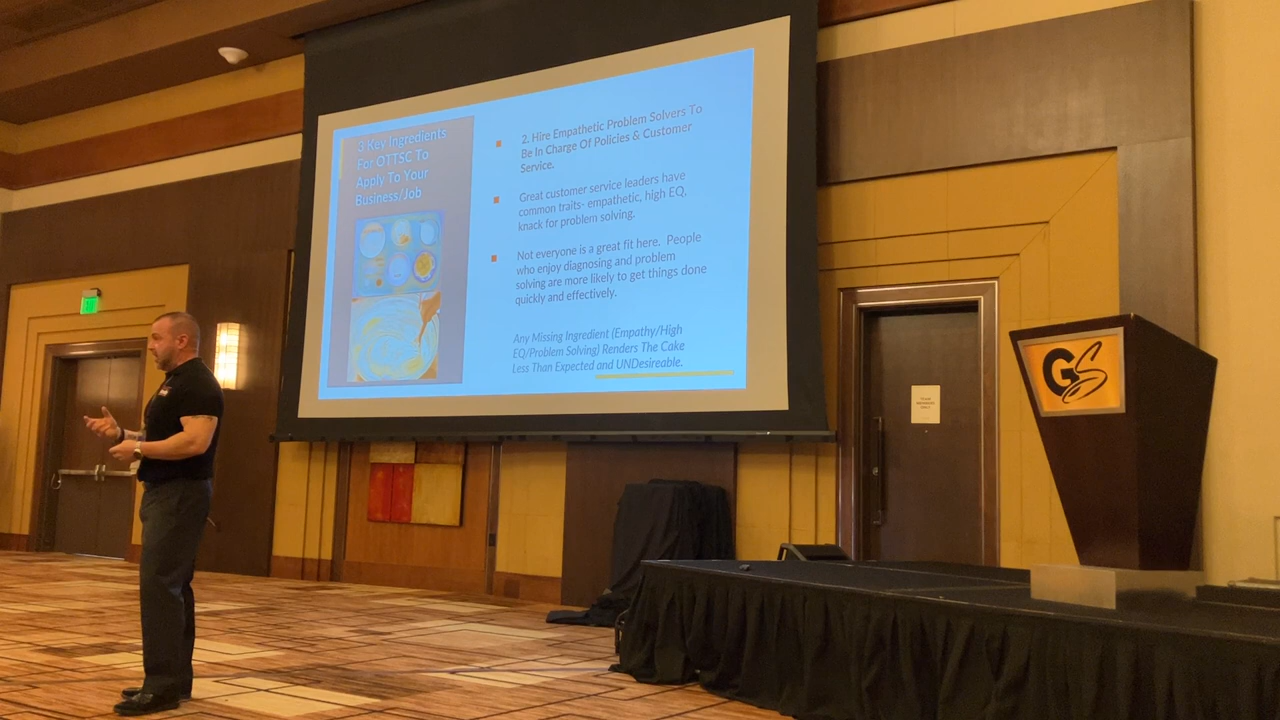 3 Key Ingredients
For OTTSC To
Apply To Your
Business/Job
2. Hire Empathetic Problem Solvers To
Be In Charge Of Policies & Customer
Service.
Great customer service leaders have
common traits- empathetic, high EQ,
knack for problem solving.
Not everyone is a great fit here. People
who enjoy diagnosing and problem
solving are more likely to get things done
quickly and effectively.
Any Missing Ingredient (Empathy/High
EQ/Problem Solving) Renders The Cake
Less Than Expected and UNDesireable.
GS